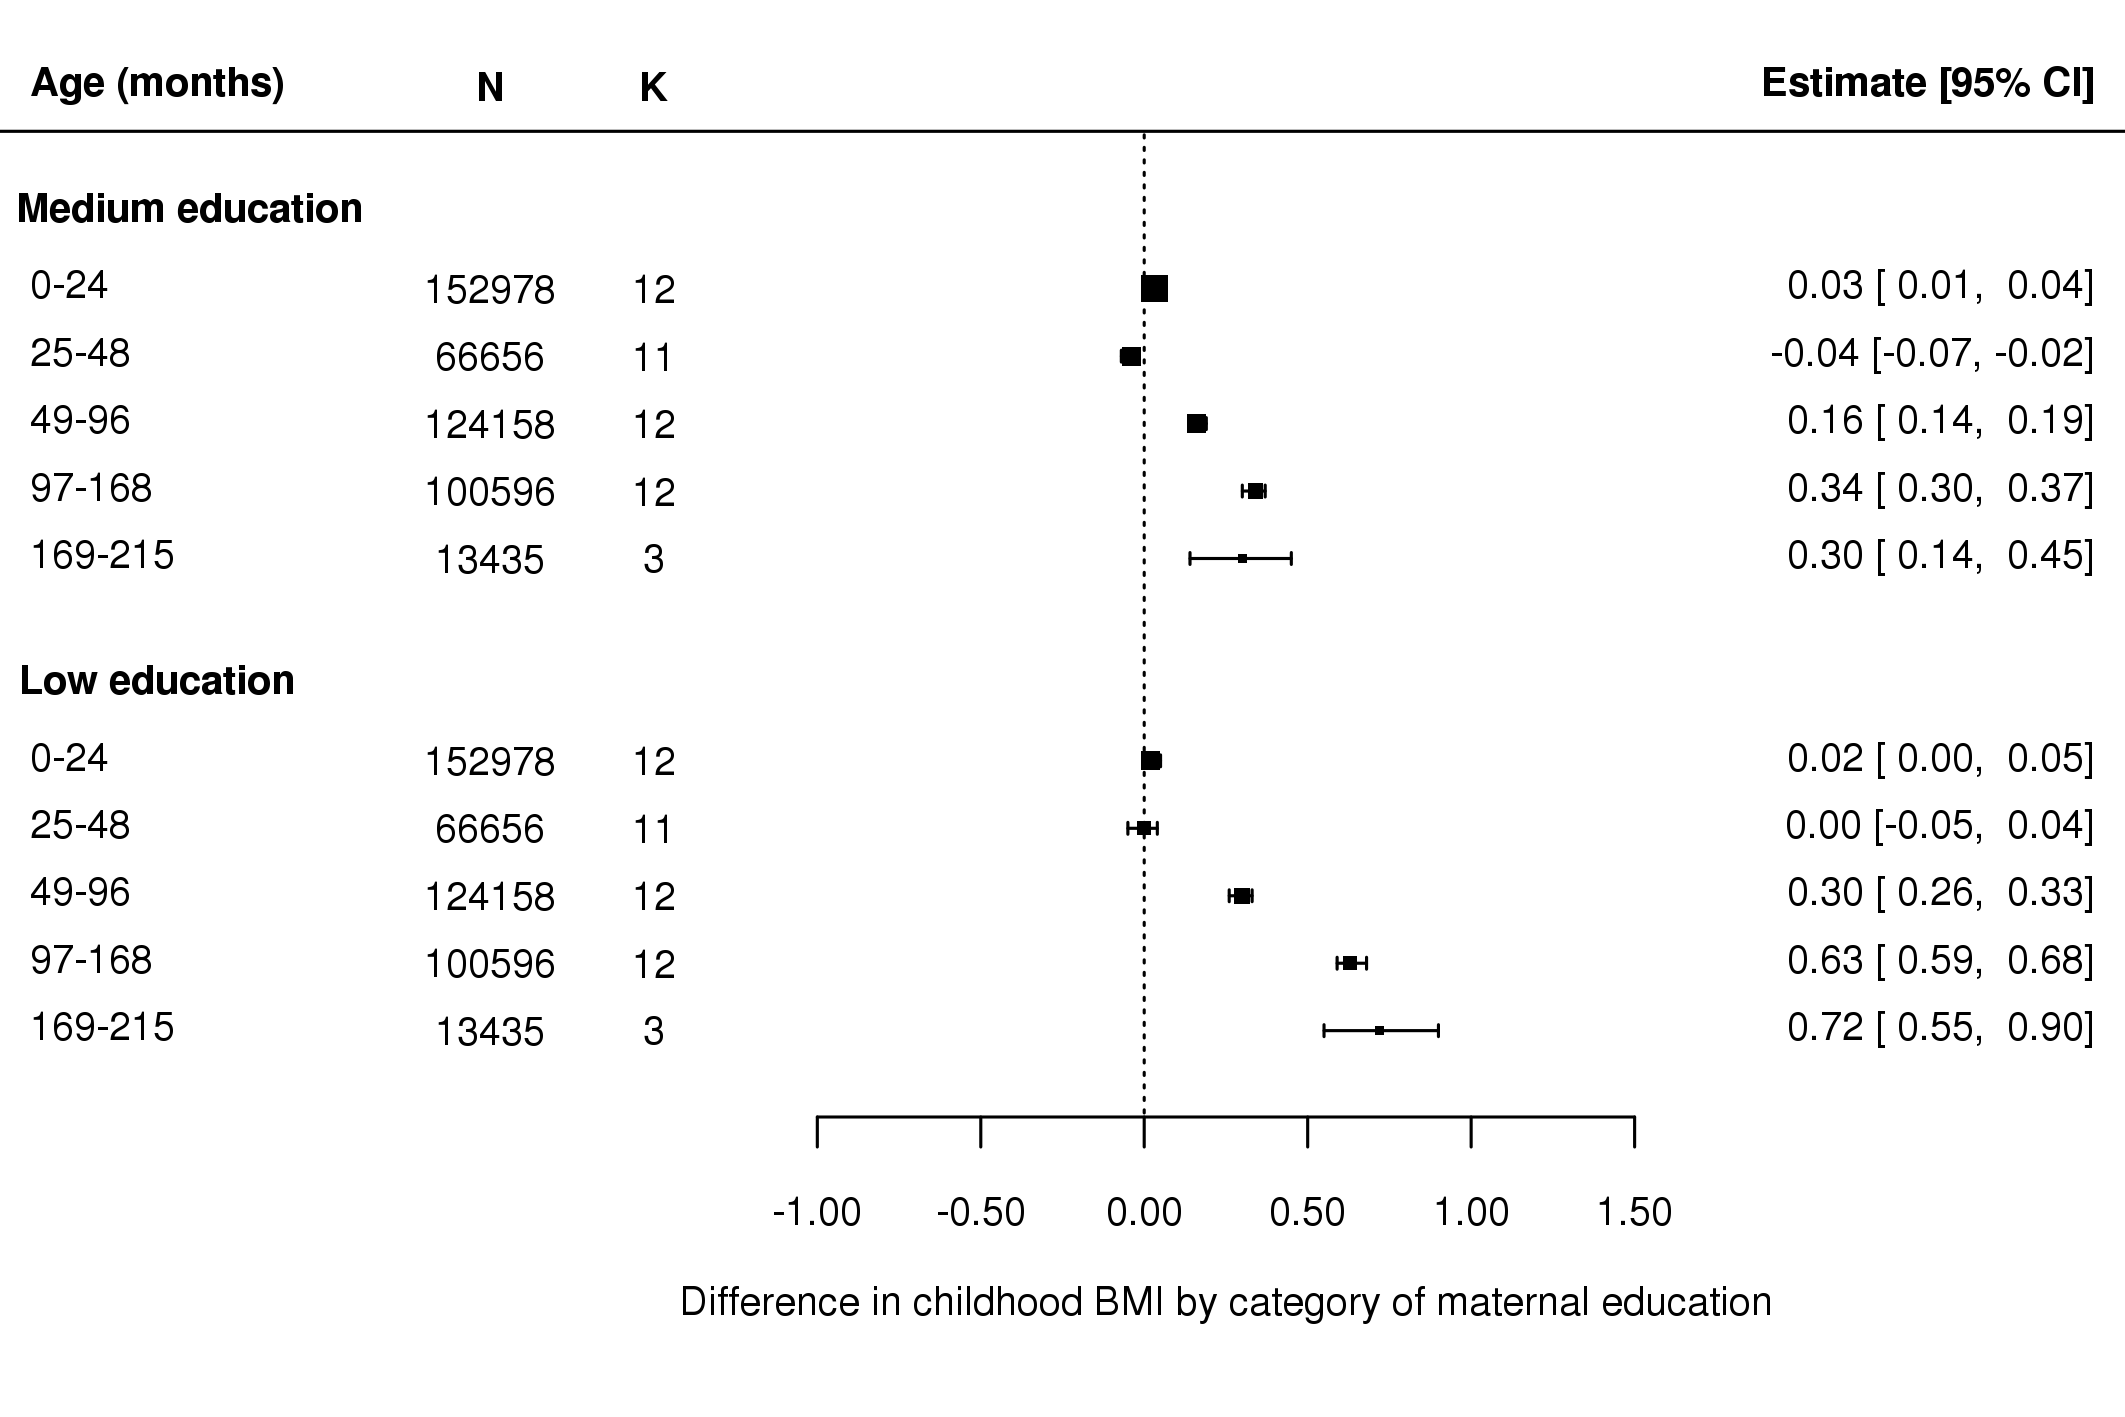 Age (months) N K Estimate [95% CI]
Medium education
0-24 152978 12 0.03 [ 0.01, 0.04]
25-48 66656 11 -0.04 [-0.07, -0.02]
49-96 124158 12 0.16 [ 0.14, 0.19]
97-168 100596 12 0.34 [ 0.30, 0.37]
169-215 13435 3 0.30 [ 0.14, 0.45]
Low education
0-24 152978 12 0.02 [ 0.00, 0.05]
25-48 66656 11 0.00 [-0.05, 0.04]
49-96 124158 12 0.30 [ 0.26, 0.33]
97-168 100596 12 0.63 [ 0.59, 0.68]
169-215 13435 3 0.72 [ 0.55, 0.90]
-1.00 -0.50 0.00 0.50 1.00 1.50
Difference in childhood BMI by category of maternal education